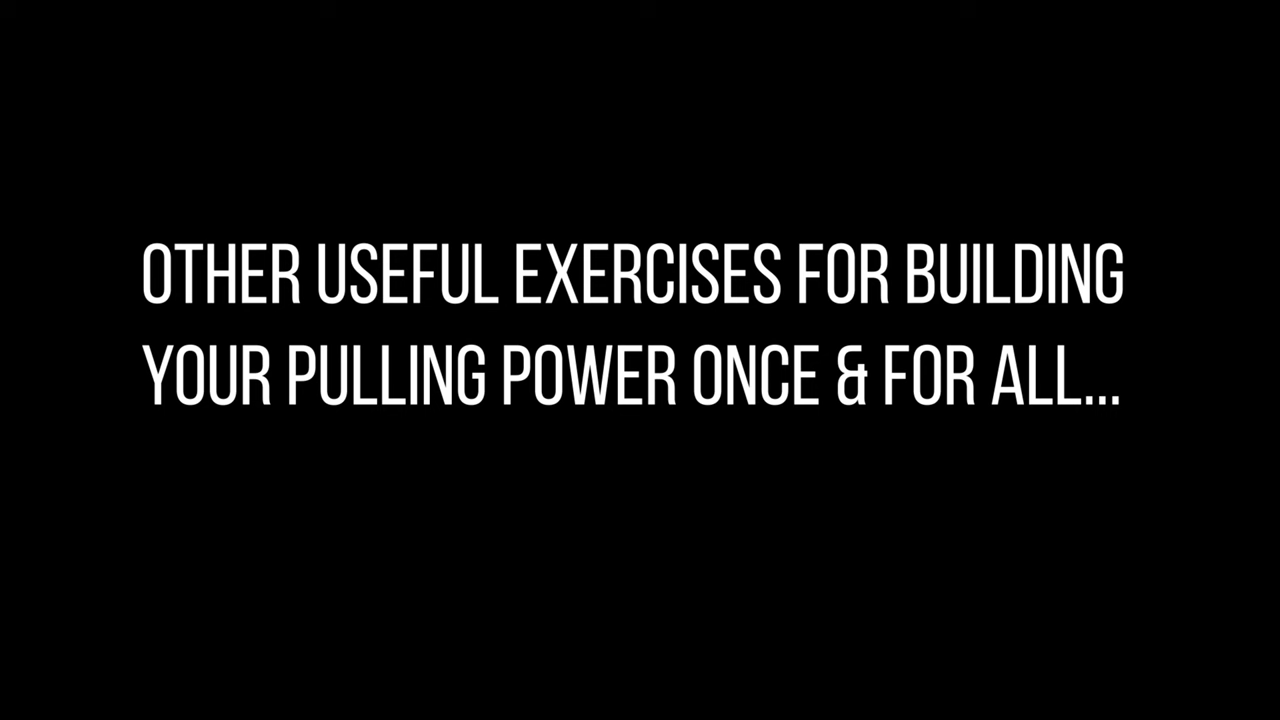 OTHER USEFUL EXERCISES FOR BUILDING
YOUR PULLING POWER ONCE & FOR ALL...